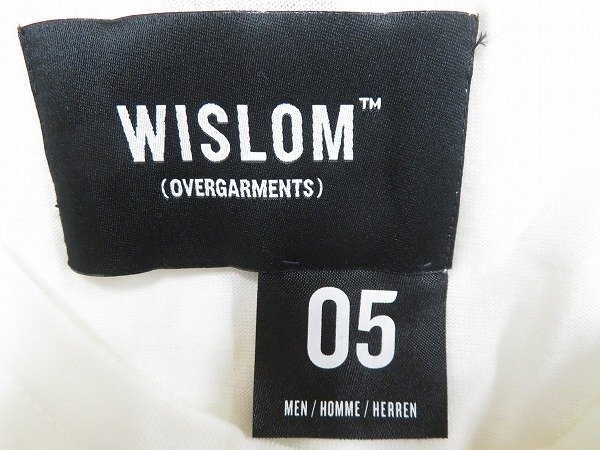 WISLOM™
(OVERGARMENTS)
05
MEN / HOMME / HERREN